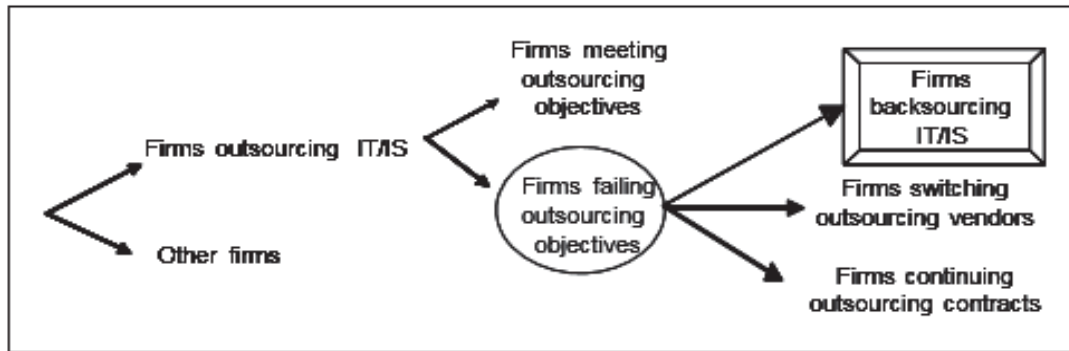 Firms outsourcing IT/IS
Other firms
Firms meeting
outsourcing
objectives
Firms failing
outsourcing
objectives
Firms
backsourcing
IT/IS
Firms switching
outsourcing vendors
Firms continuing
outsourcing contracts